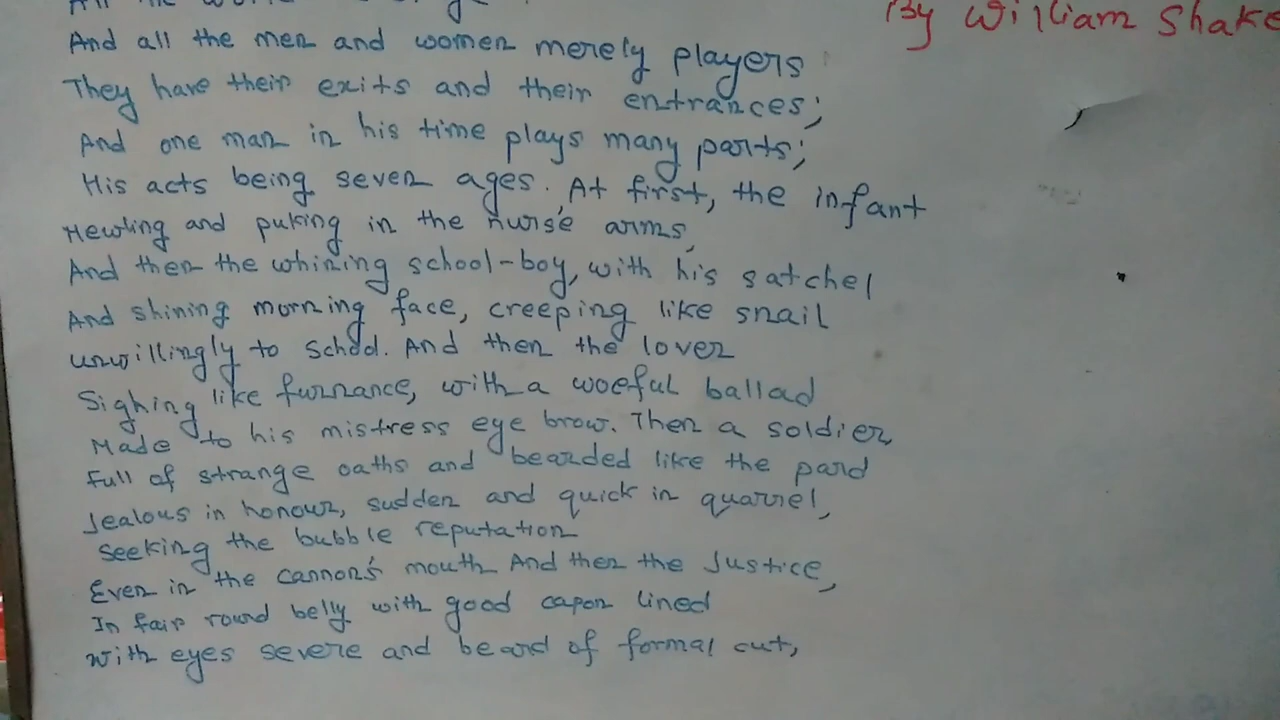 By William Shake
And all the men and women merely players
They have their exits and their entrances;
And one man in his time plays many parts;
His acts being seven ages. At first, the infant
Mewling and puking in the nurse's arms,
And then the whining school-boy, with his satchel
And shining morning face, creeping like snail
unwillingly to school. And then the lover
Sighing like furnance, with a woeful ballad
Made to his mistress eye brow. Then a soldier
Full of strange oaths and bearded like the pard
Jealous in honour, sudden and quick in quarrel,
Seeking the bubble reputation
Even in the cannon's mouth And then the Justice,
In fair round belly with good capon lined
With eyes severe and beard of formal cut,